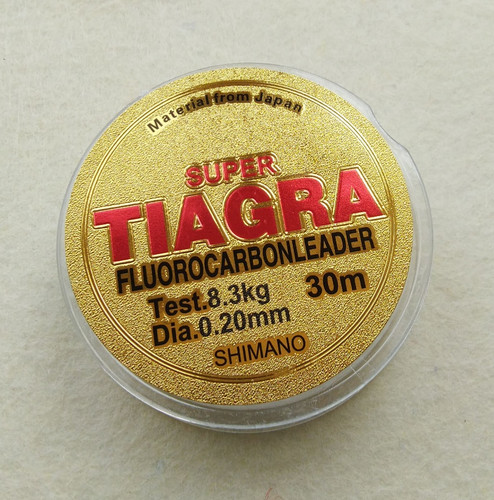 Material from Japan
SUPER
TIAGRA
FLUOROCARBONLEADER
Test.8.3kg 30m
Dia.0.20mm
SHIMANO